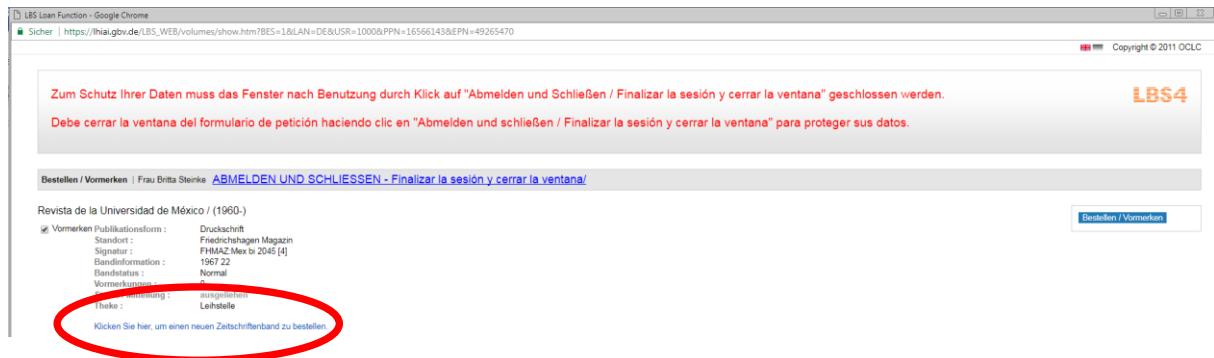 LBS Loan Function - Google Chrome
Sicher | https://lhiai.gbv.de/LBS_WEB/volumes/show.htm?BES=1&LAN=DE&USR=1000&PPN=16566143&EPN=49265470
Copyright © 2011 OCLC
Zum Schutz Ihrer Daten muss das Fenster nach Benutzung durch Klick auf "Abmelden und Schließen / Finalizar la sesión y cerrar la ventana" geschlossen werden.
LBS4
Debe cerrar la ventana del formulario de petición haciendo clic en "Abmelden und schließen / Finalizar la sesión y cerrar la ventana" para proteger sus datos.
Bestellen / Vormerken | Frau Britta Steinke ABMELDEN UND SCHLIESSEN - Finalizar la sesión y cerrar la ventana/
Revista de la Universidad de México / (1960-)
Bestellen / Vormerken
Vormerken Publikationsform : Druckschrift
Standort : Friedrichshagen Magazin
Signatur : FHMAZ:Mex bi 2045 [4]
Bandinformation : 1967 22
Bandstatus : Normal
Vormerkungen : 0
ausgeliehen
Theke : Leihstelle
Klicken Sie hier, um einen neuen Zeitschriftenband zu bestellen.